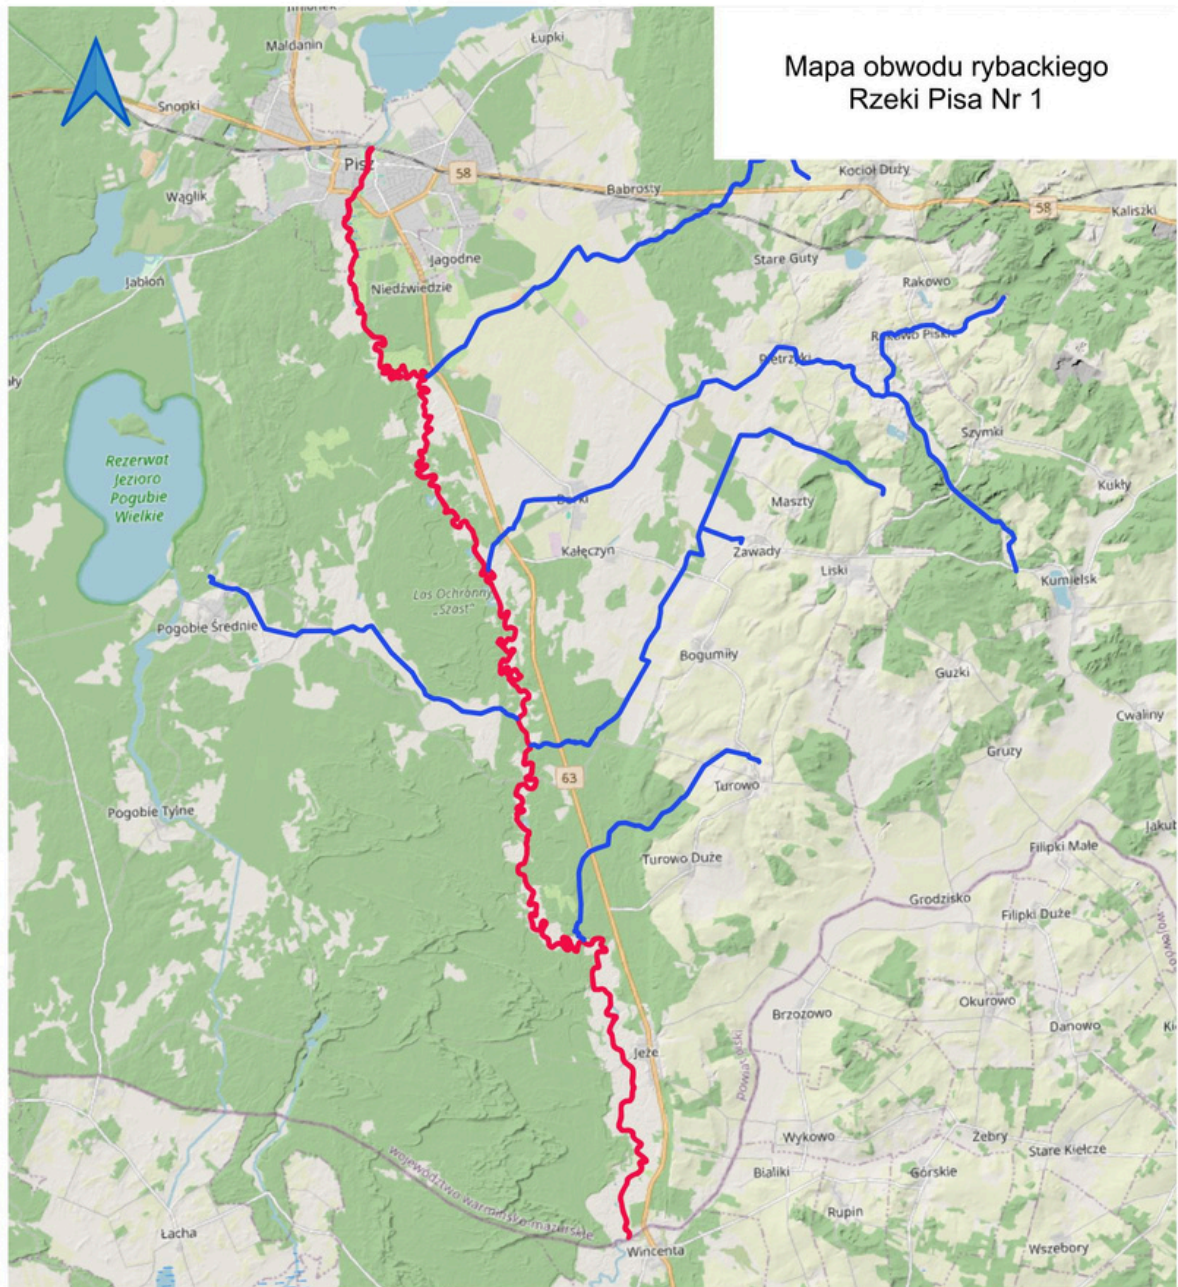 Mapa obwodu rybackiego
Rzeki Pisa Nr 1
Maldanin
Łupki
Snopki
Pisz
58
Kocioł Duży
Babrosty
Wąglik
58
Kaliszki
Jagodne
Stare Guty
Jabłoń
Niedźwiedzie
Rakowo
Rakowo Piskie
Pietrzyki
Szymki
Rezerwat
Jezioro
Pogubie
Wielkie
Kukły
Borki
Maszty
Kałęczyn
Zawady
Liski
Kumielsk
Las Ochronny
„Szast”
Pogobie Średnie
Bogumiły
Guzki
Cwaliny
Gruzy
63
Turowo
Pogobie Tylne
Filipki Małe
Turowo Duże
Grodzisko
Filipki Duże
Okurowo
Brzozowo
Danowo
Jeże
Powiat kolski
Wykowo
Żebry
Stare Kiełcze
województwo warmińsko-mazurskie
Bialiki
Górskie
Rupin
Łacha
Wincenta
Wszebory